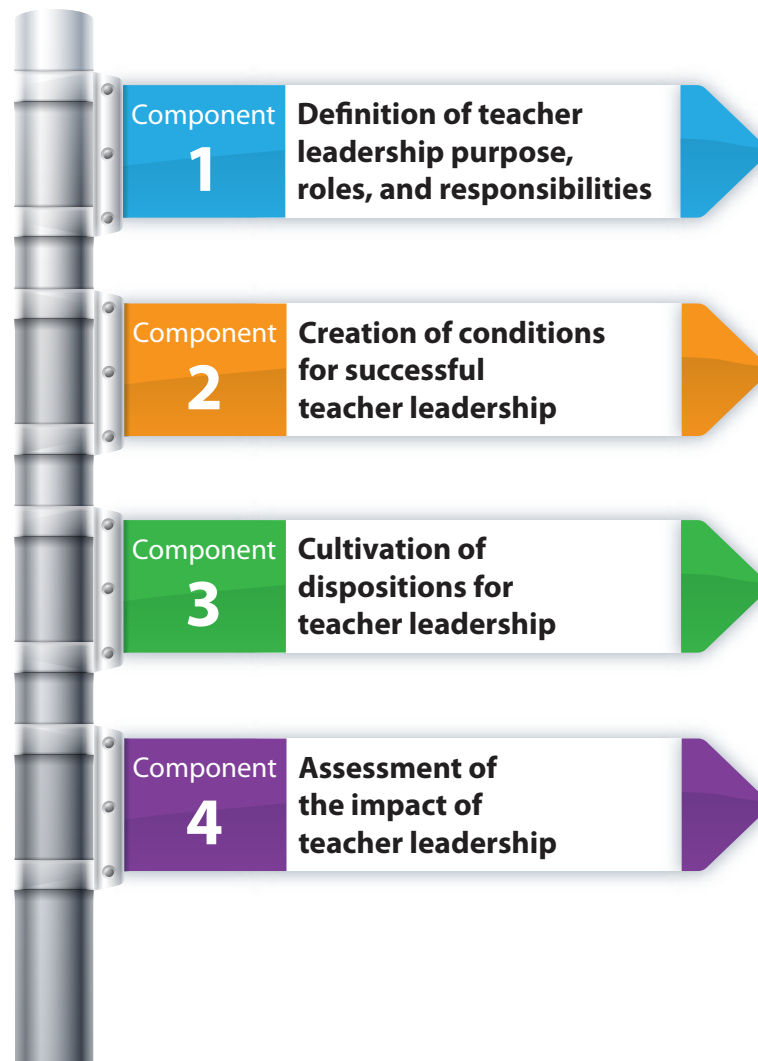 Component
1
Definition of teacher
leadership purpose,
roles, and responsibilities
Component
2
Creation of conditions
for successful
teacher leadership
Component
3
Cultivation of
dispositions for
teacher leadership
Component
4
Assessment of
the impact of
teacher leadership